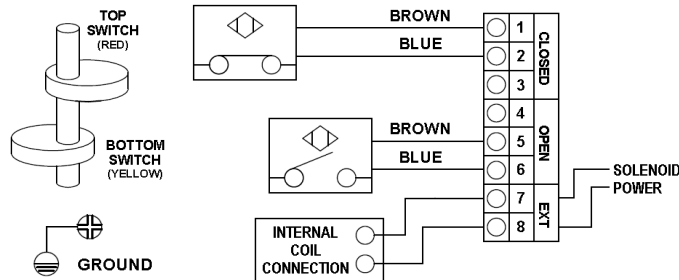 TOP
SWITCH
(RED)
BOTTOM
SWITCH
(YELLOW)
GROUND
BROWN
BLUE
BROWN
BLUE
INTERNAL
COIL
CONNECTION
1
2
3
4
5
6
7
8
CLOSED
OPEN
EXT
SOLENOID
POWER